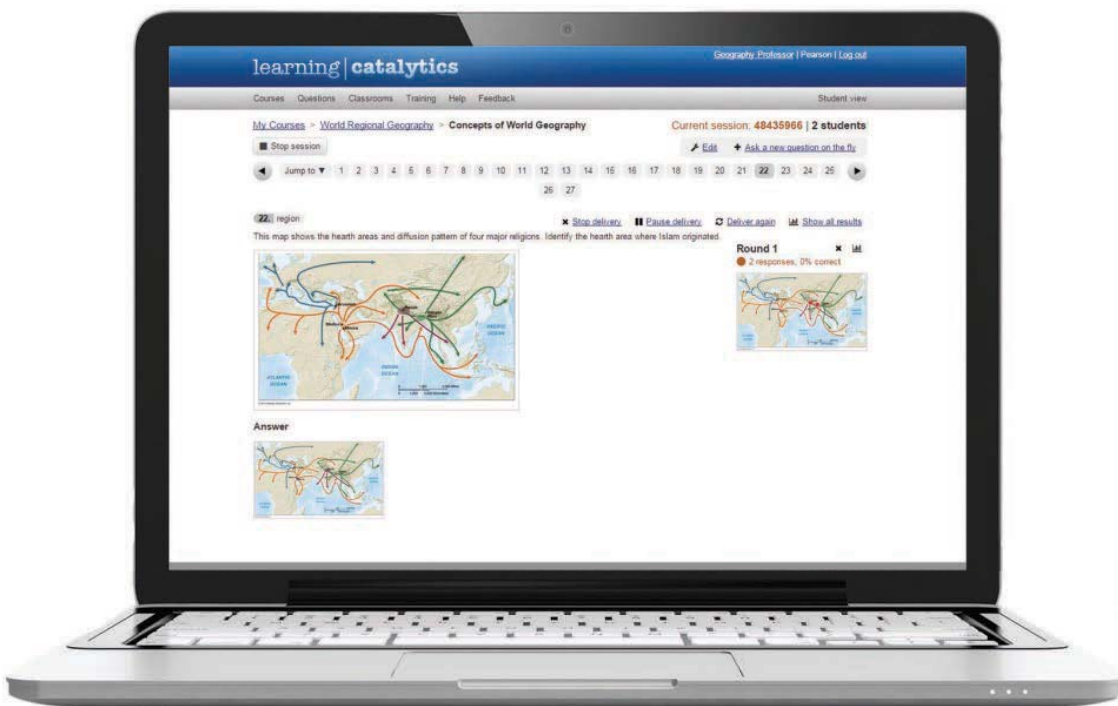 learning | catalytics
Geography Professor | Pearson | Log out
Courses Questions Classrooms Training Help Feedback Student view
My Courses > World Regional Geography > Concepts of World Geography
Current session: 48435966 | 2 students
Stop session
Edit Ask a new question on the fly
Jump to ▼ 1 2 3 4 5 6 7 8 9 10 11 12 13 14 15 16 17 18 19 20 21 22 23 24 25
26 27
22. region
Stop delivery Pause delivery Deliver again Show all results
This map shows the hearth areas and diffusion pattern of four major religions. Identify the hearth area where Islam originated.
Round 1
2 responses, 0% correct
PACIFIC
OCEAN
INDIAN
OCEAN
ATLANTIC
OCEAN
Answer